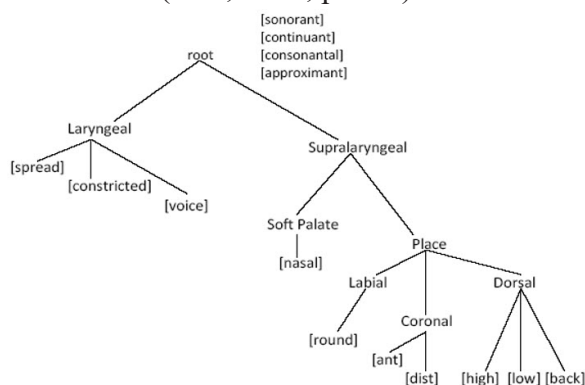 [sonorant]
[continuant]
[consonantal]
[approximant]
root
Laryngeal
Supralaryngeal
[spread]
[constricted]
[voice]
Soft Palate
[nasal]
Place
Labial
Dorsal
Coronal
[round]
[ant]
[dist]
[high] [low] [back]